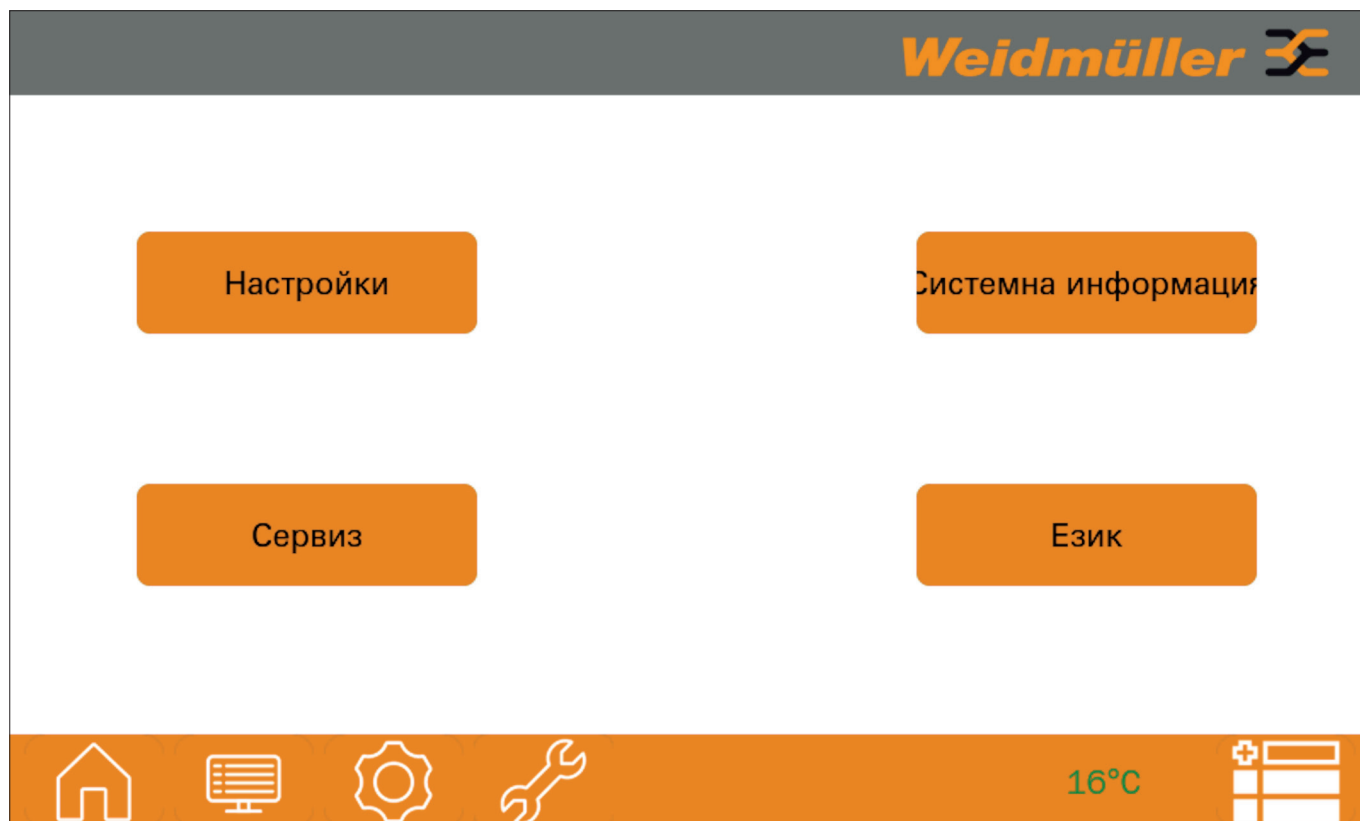 Weidmüller
Настройки
Системна информация
Сервиз
Език
16°C